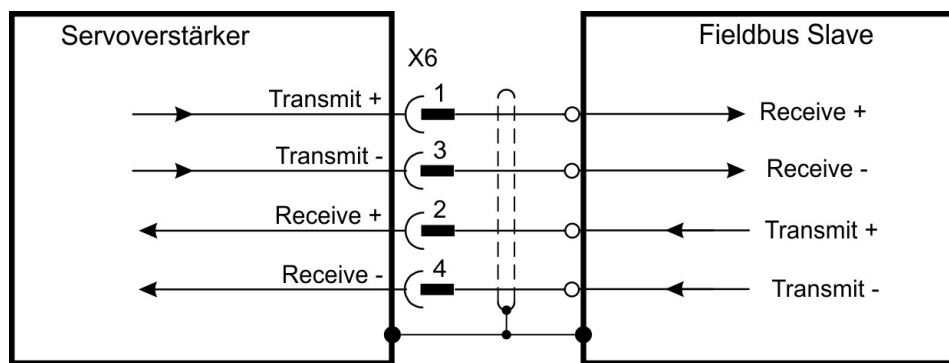 Servoverstärker
Fieldbus Slave
X6
Transmit +
1
Receive +
Transmit -
3
Receive -
Receive +
2
Transmit +
Receive -
4
Transmit -